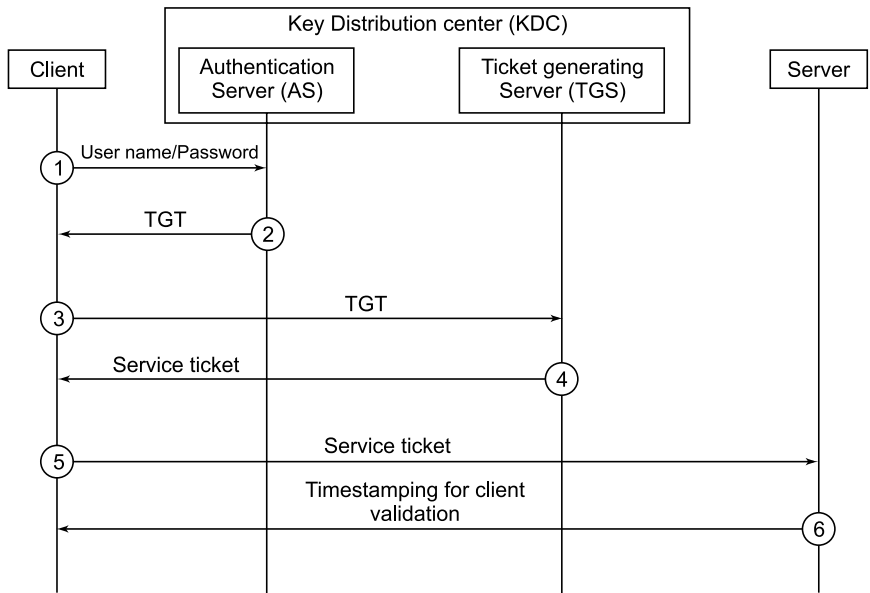 Key Distribution center (KDC)
Client
Authentication
Server (AS)
Ticket generating
Server (TGS)
Server
1
User name/Password
TGT
2
3
TGT
Service ticket
4
5
Service ticket
Timestamping for client
validation
6